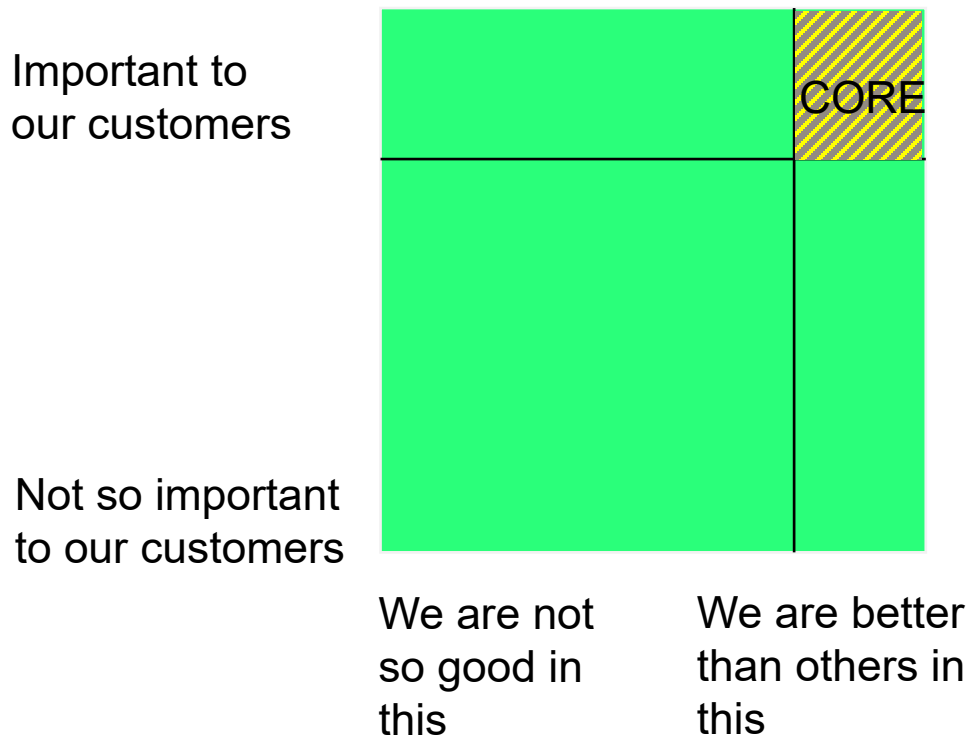 Important to
our customers
CORE
Not so important
to our customers
We are not
so good in
this
We are better
than others in
this